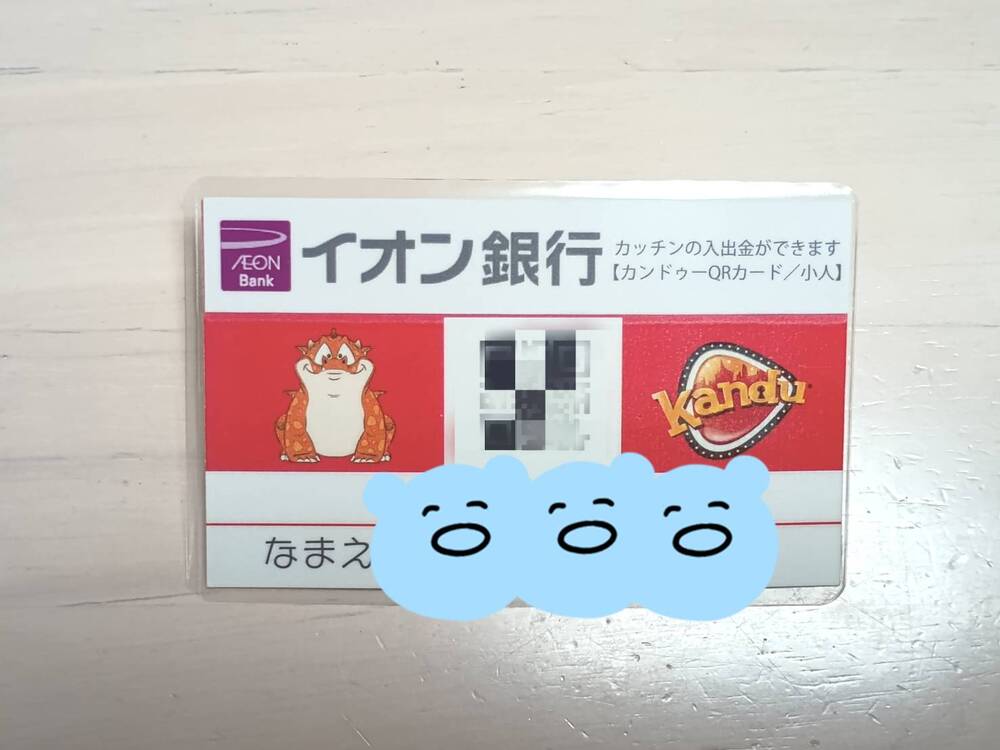 イオン銀行
カッチンの入出金ができます
【カンドゥーQRカード／小人】
AEON
Bank
kandu
なまえ